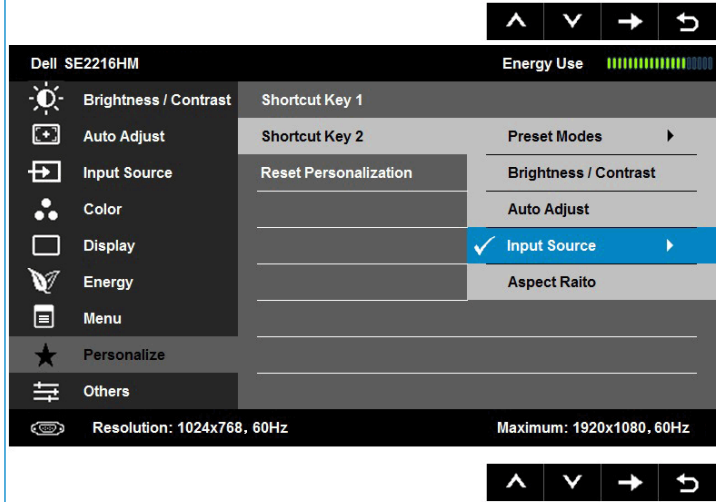 Dell SE2216HM Energy Use
Brightness / Contrast Shortcut Key 1
Auto Adjust Shortcut Key 2 Preset Modes
Input Source Reset Personalization Brightness / Contrast
Color Auto Adjust
Display Input Source
Energy Aspect Raito
Menu
Personalize
Others
Resolution: 1024x768, 60Hz Maximum: 1920x1080, 60Hz